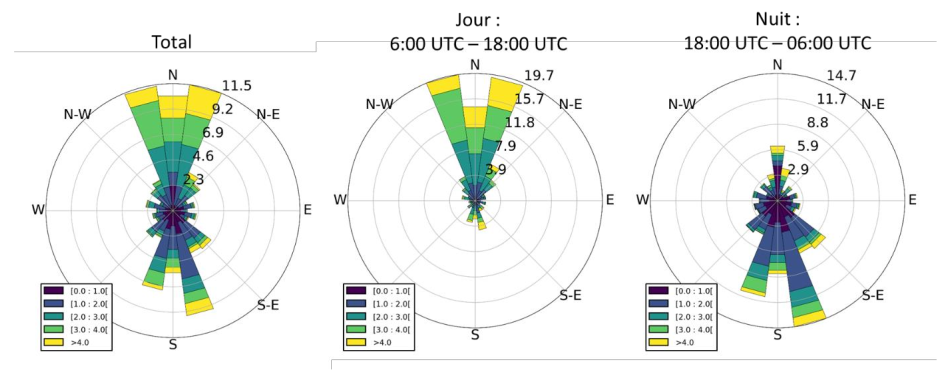 Total
N
N-E
E
S-E
S
W
N-W
11.5
9.2
6.9
4.6
2.3
[0.0 : 1.0[
[1.0 : 2.0[
[2.0 : 3.0[
[3.0 : 4.0[
>4.0
Jour :
6:00 UTC – 18:00 UTC
N
N-E
E
S-E
S
W
N-W
19.7
15.7
11.8
7.9
3.9
[0.0 : 1.0[
[1.0 : 2.0[
[2.0 : 3.0[
[3.0 : 4.0[
>4.0
Nuit :
18:00 UTC – 06:00 UTC
N
N-E
E
S-E
S
W
N-W
14.7
11.7
8.8
5.9
2.9
[0.0 : 1.0[
[1.0 : 2.0[
[2.0 : 3.0[
[3.0 : 4.0[
>4.0